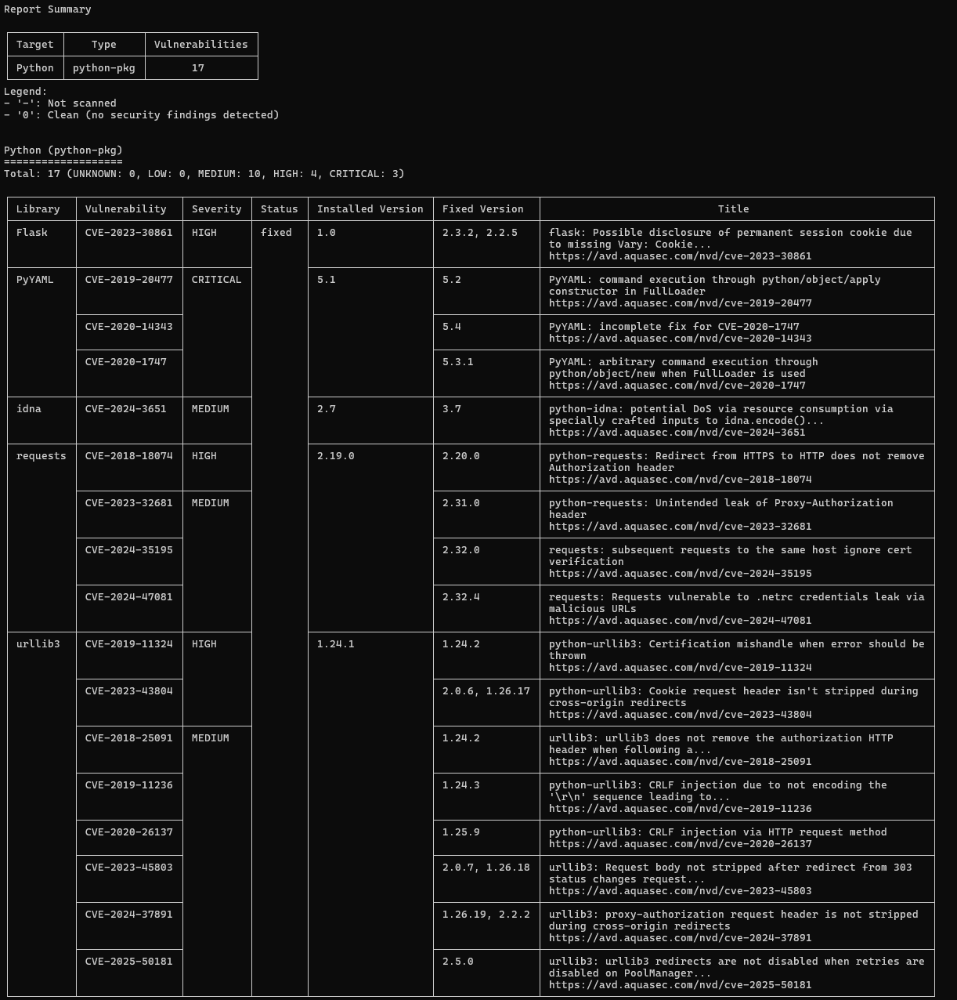 Report Summary
Target Type Vulnerabilities
Python python-pkg 17
Legend:
- '-': Not scanned
- '0': Clean (no security findings detected)
Python (python-pkg)
===================
Total: 17 (UNKNOWN: 0, LOW: 0, MEDIUM: 10, HIGH: 4, CRITICAL: 3)
Library Vulnerability Severity Status Installed Version Fixed Version Title
Flask CVE-2023-30861 HIGH fixed 1.0 2.3.2, 2.2.5 flask: Possible disclosure of permanent session cookie due
to missing Vary: Cookie...
https://avd.aquasec.com/nvd/cve-2023-30861
PyYAML CVE-2019-20477 CRITICAL 5.1 5.2 PyYAML: command execution through python/object/apply
constructor in FullLoader
https://avd.aquasec.com/nvd/cve-2019-20477
CVE-2020-14343 5.4 PyYAML: incomplete fix for CVE-2020-1747
https://avd.aquasec.com/nvd/cve-2020-14343
CVE-2020-1747 5.3.1 PyYAML: arbitrary command execution through
python/object/new when FullLoader is used
https://avd.aquasec.com/nvd/cve-2020-1747
idna CVE-2024-3651 MEDIUM 2.7 3.7 python-idna: potential DoS via resource consumption via
specially crafted inputs to idna.encode()...
https://avd.aquasec.com/nvd/cve-2024-3651
requests CVE-2018-18074 HIGH 2.19.0 2.20.0 python-requests: Redirect from HTTPS to HTTP does not remove
Authorization header
https://avd.aquasec.com/nvd/cve-2018-18074
CVE-2023-32681 MEDIUM 2.31.0 python-requests: Unintended leak of Proxy-Authorization
header
https://avd.aquasec.com/nvd/cve-2023-32681
CVE-2024-35195 2.32.0 requests: subsequent requests to the same host ignore cert
verification
https://avd.aquasec.com/nvd/cve-2024-35195
CVE-2024-47081 2.32.4 requests: Requests vulnerable to .netrc credentials leak via
malicious URLs
https://avd.aquasec.com/nvd/cve-2024-47081
urllib3 CVE-2019-11324 HIGH 1.24.1 1.24.2 python-urllib3: Certification mishandle when error should be
thrown
https://avd.aquasec.com/nvd/cve-2019-11324
CVE-2023-43804 2.0.6, 1.26.17 python-urllib3: Cookie request header isn't stripped during
cross-origin redirects
https://avd.aquasec.com/nvd/cve-2023-43804
CVE-2018-25091 MEDIUM 1.24.2 urllib3: urllib3 does not remove the authorization HTTP
header when following a...
https://avd.aquasec.com/nvd/cve-2018-25091
CVE-2019-11236 1.24.3 python-urllib3: CRLF injection due to not encoding the
'\r\n' sequence leading to...
https://avd.aquasec.com/nvd/cve-2019-11236
CVE-2020-26137 1.25.9 python-urllib3: CRLF injection via HTTP request method
https://avd.aquasec.com/nvd/cve-2020-26137
CVE-2023-45803 2.0.7, 1.26.18 urllib3: Request body not stripped after redirect from 303
status changes request...
https://avd.aquasec.com/nvd/cve-2023-45803
CVE-2024-37891 1.26.19, 2.2.2 urllib3: proxy-authorization request header is not stripped
during cross-origin redirects
https://avd.aquasec.com/nvd/cve-2024-37891
CVE-2025-50181 2.5.0 urllib3: urllib3 redirects are not disabled when retries are
disabled on PoolManager...
https://avd.aquasec.com/nvd/cve-2025-50181